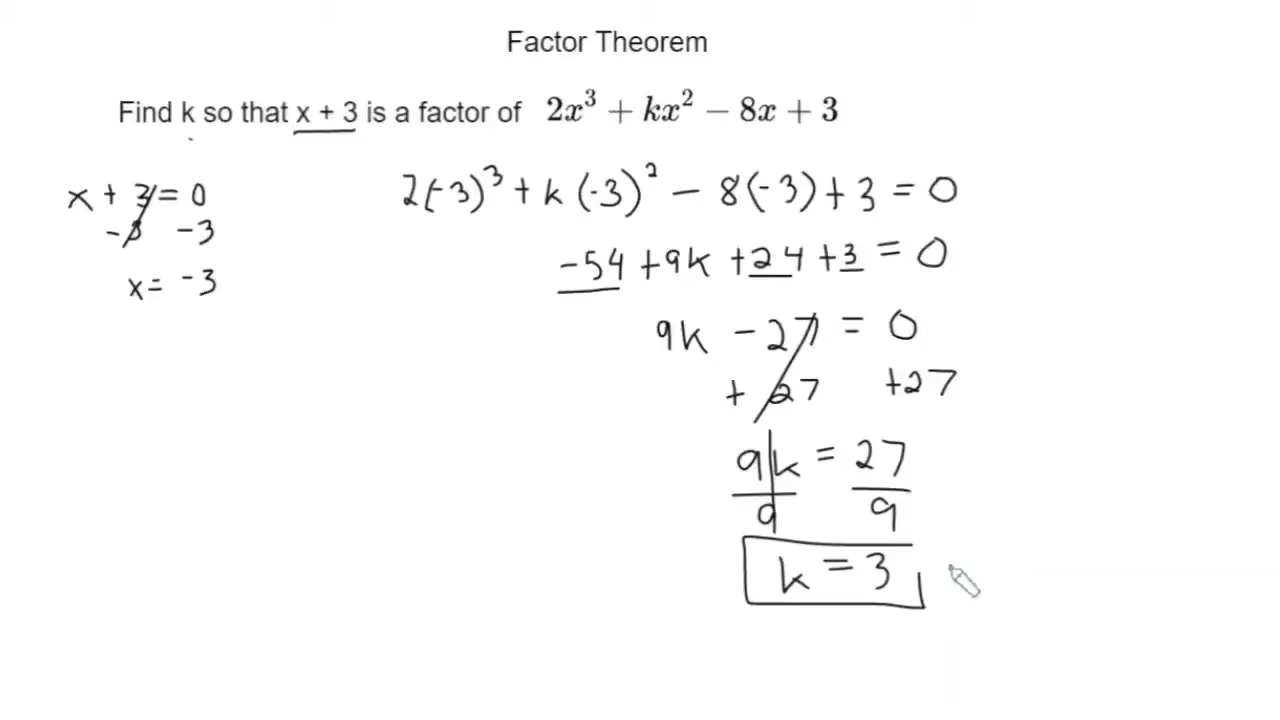 Factor Theorem
Find k so that x + 3 is a factor of 2x³ + kx² − 8x + 3
x + 3 = 0
-3 -3
x = -3
2(-3)³ + k(-3)² - 8(-3) + 3 = 0
-54 + 9k + 24 + 3 = 0
9k - 27 = 0
+ 27 +27
9k = 27
9 9
k = 3